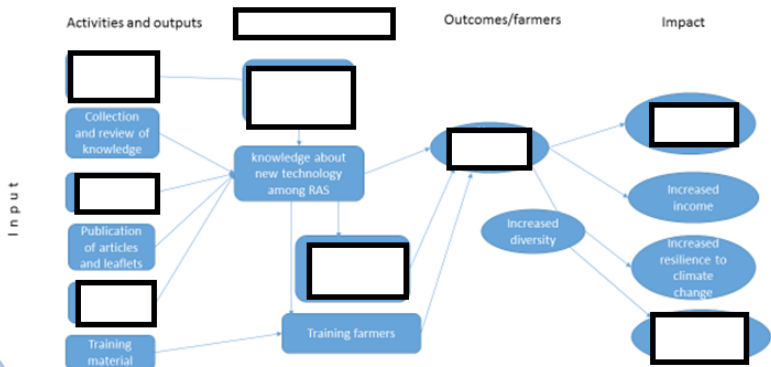 Activities and outputs
Outcomes/farmers
Impact
Input
Collection
and review of
knowledge
knowledge about
new technology
among RAS
Publication
of articles
and leaflets
Training
material
Training farmers
Increased
diversity
Increased
income
Increased
resilience to
climate
change